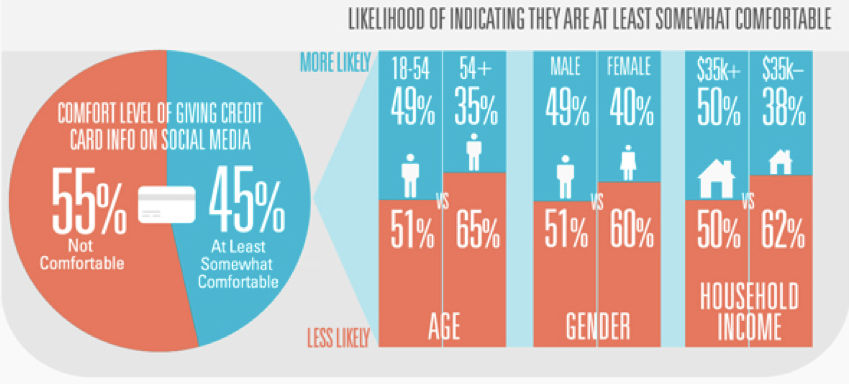 LIKELIHOOD OF INDICATING THEY ARE AT LEAST SOMEWHAT COMFORTABLE
COMFORT LEVEL OF GIVING CREDIT
CARD INFO ON SOCIAL MEDIA
55%
Not
Comfortable
45%
At Least
Somewhat
Comfortable
MORE LIKELY
LESS LIKELY
18-54 54+
49% 35%
VS
51% 65%
AGE
MALE FEMALE
49% 40%
VS
51% 60%
GENDER
$35k+ $35k–
50% 38%
VS
50% 62%
HOUSEHOLD
INCOME